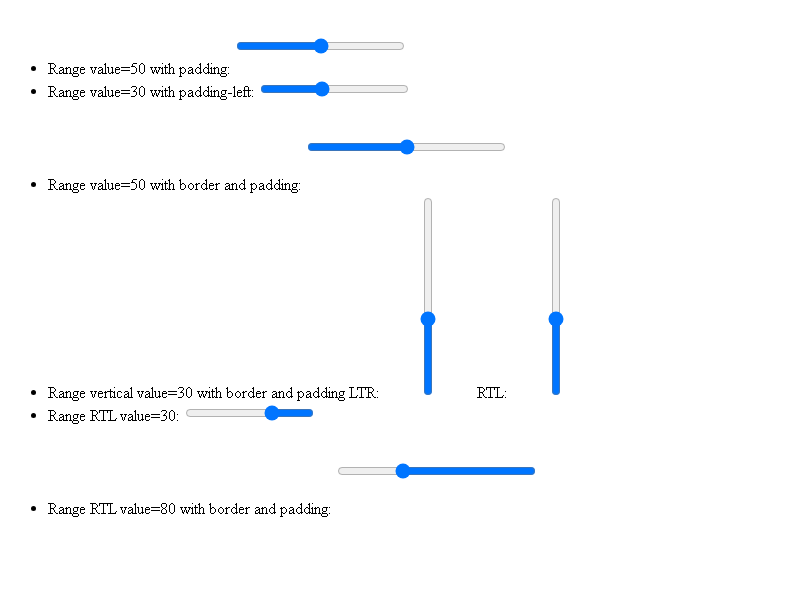 Range value=50 with padding:
Range value=30 with padding-left:
Range value=50 with border and padding:
Range vertical value=30 with border and padding LTR: RTL:
Range RTL value=30:
Range RTL value=80 with border and padding: